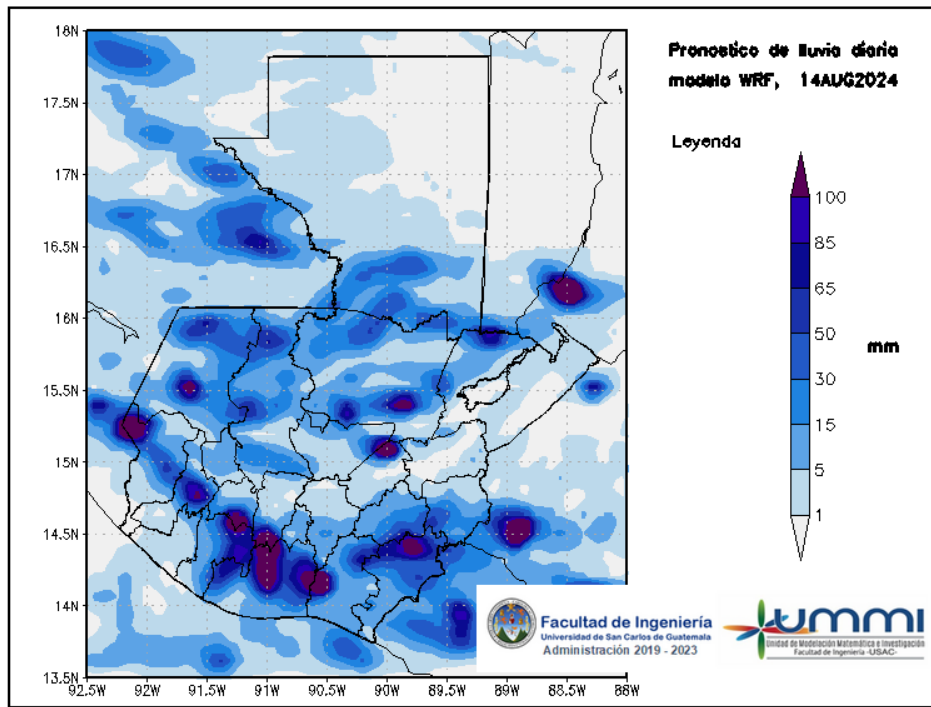 Pronostico de lluvia diaria
modelo WRF, 14AUG2024
Leyenda
100
85
65
50
30
15
5
1
mm
18N
17.5N
17N
16.5N
16N
15.5N
15N
14.5N
14N
13.5N
92.5W
92W
91.5W
91W
90.5W
90W
89.5W
89W
88.5W
88W
Facultad de Ingeniería
Universidad de San Carlos de Guatemala
Administración 2019 - 2023
UMMI
Unidad de Modelación Matemática e Investigación
Facultad de Ingeniería -USAC-